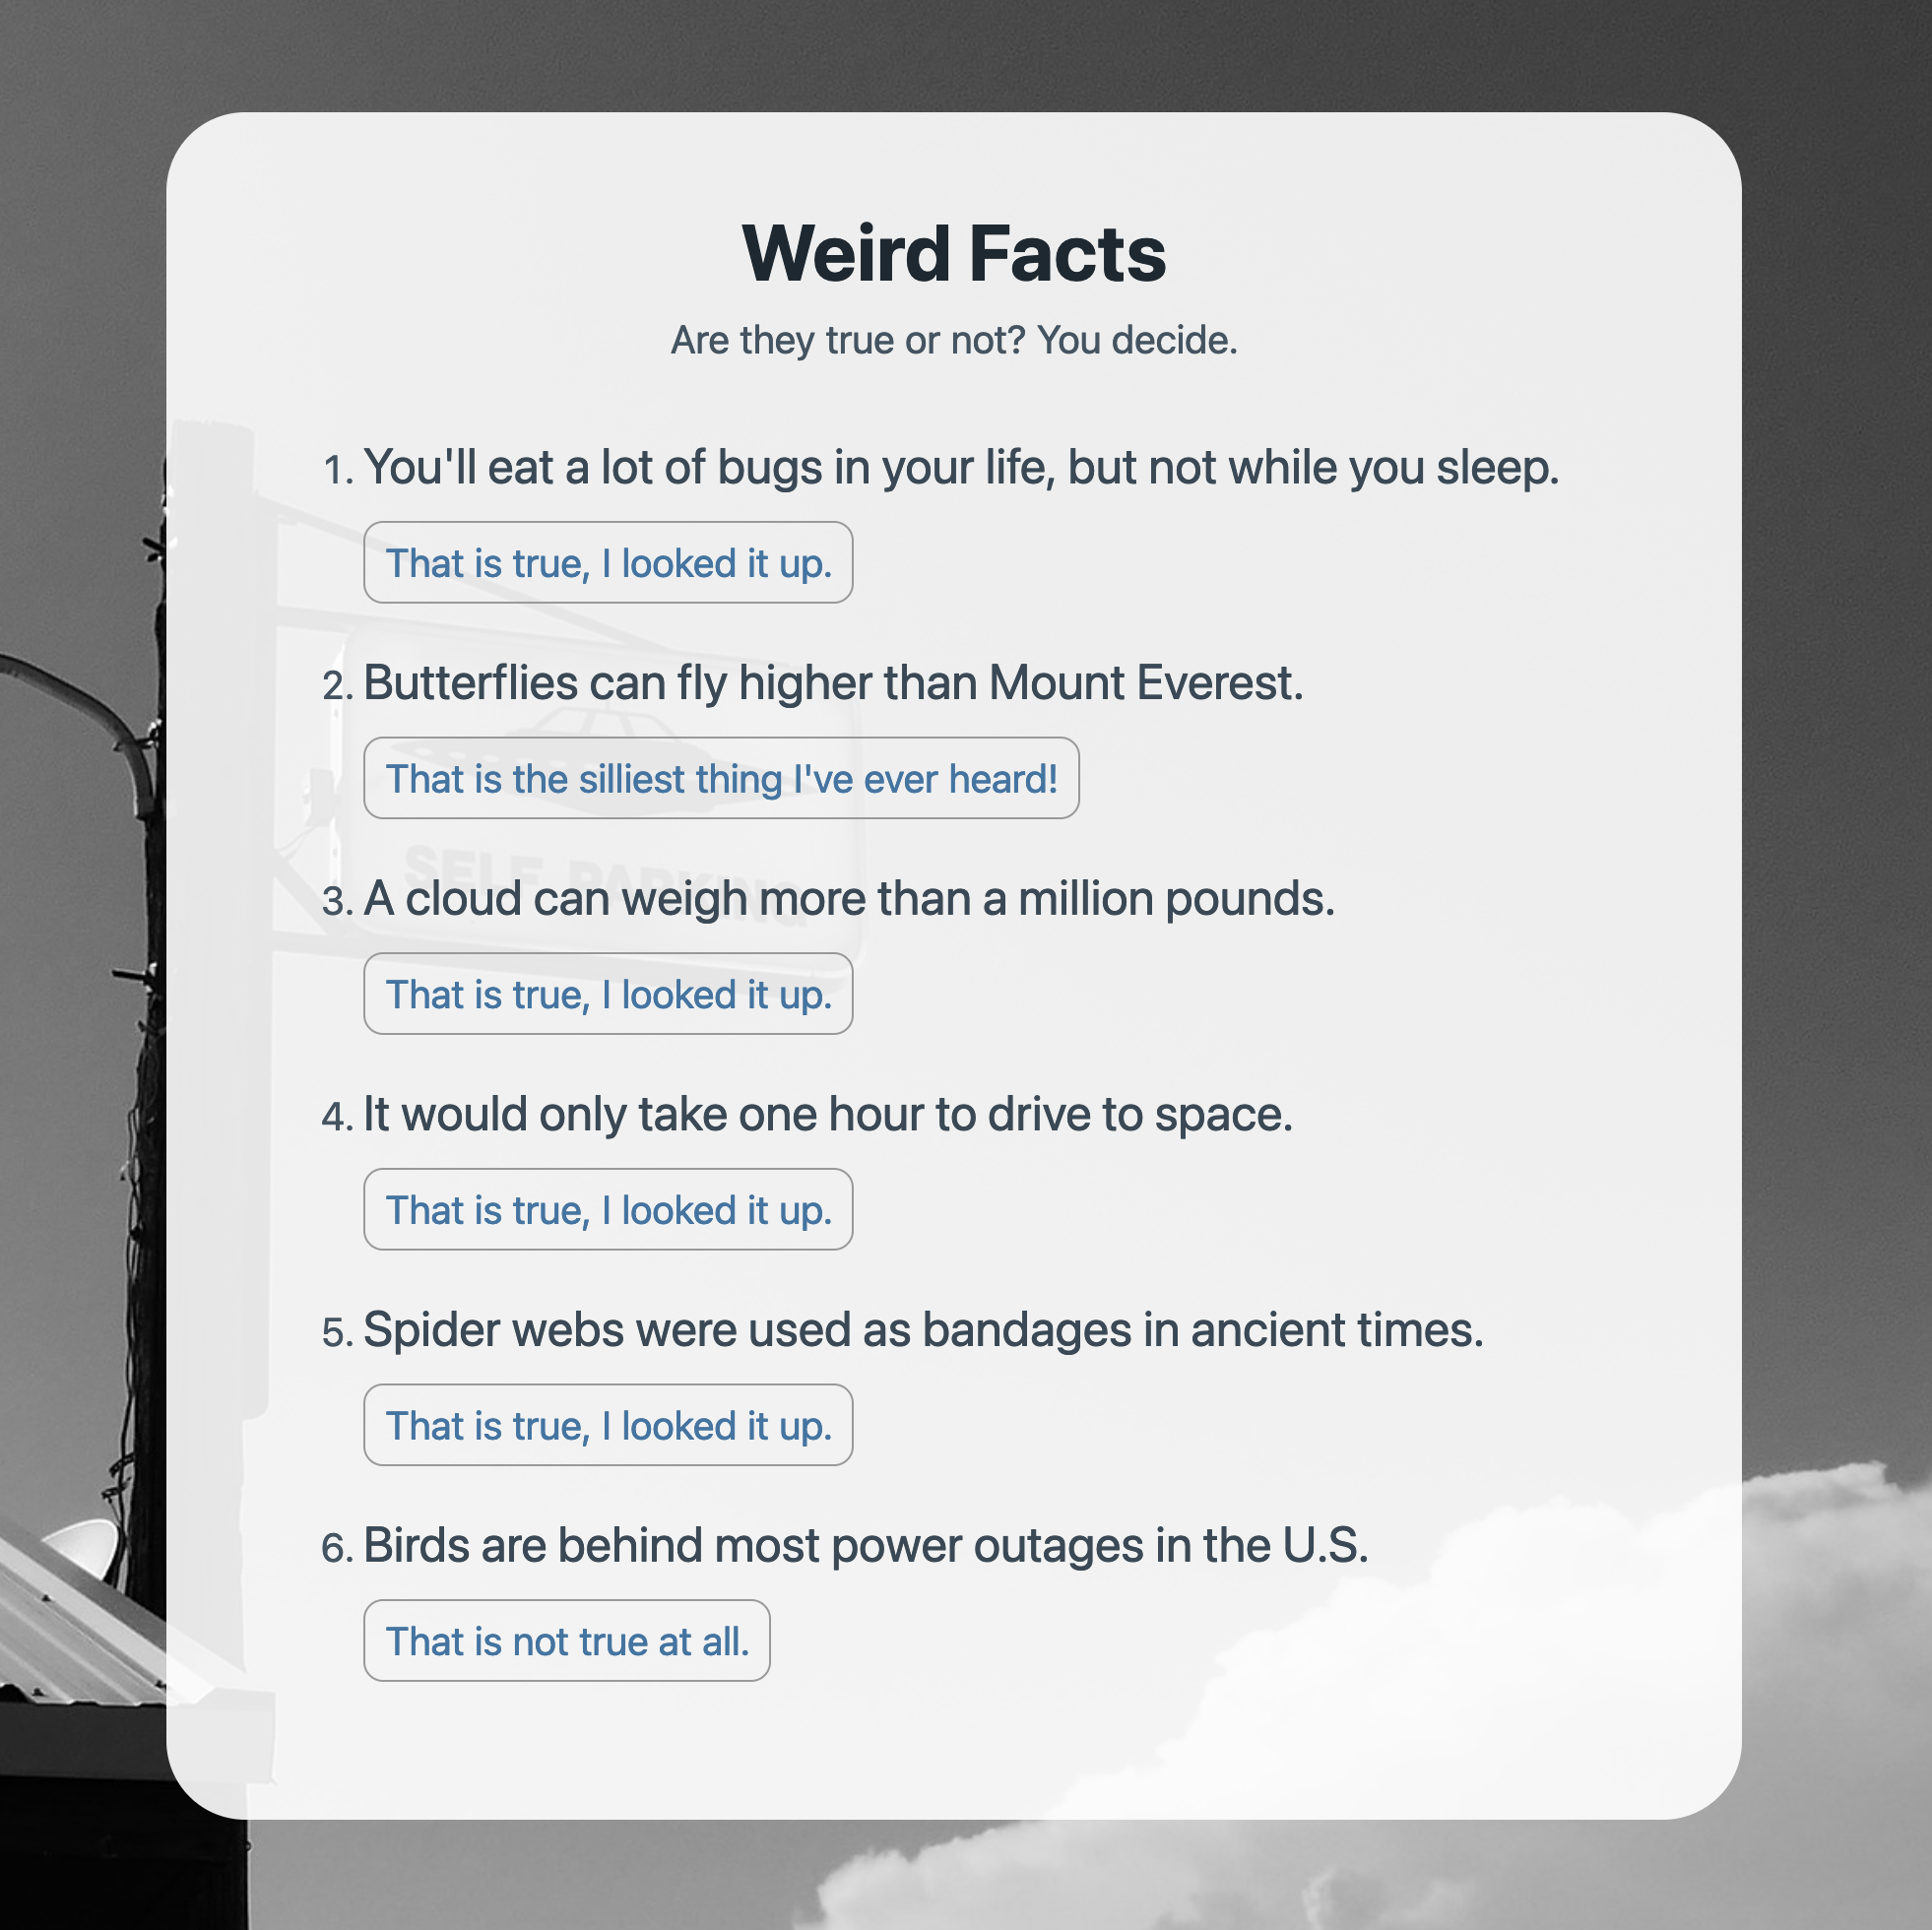 Weird Facts
Are they true or not? You decide.
1. You'll eat a lot of bugs in your life, but not while you sleep.
That is true, I looked it up.
2. Butterflies can fly higher than Mount Everest.
That is the silliest thing I've ever heard!
SELF PARKING
3. A cloud can weigh more than a million pounds.
That is true, I looked it up.
4. It would only take one hour to drive to space.
That is true, I looked it up.
5. Spider webs were used as bandages in ancient times.
That is true, I looked it up.
6. Birds are behind most power outages in the U.S.
That is not true at all.